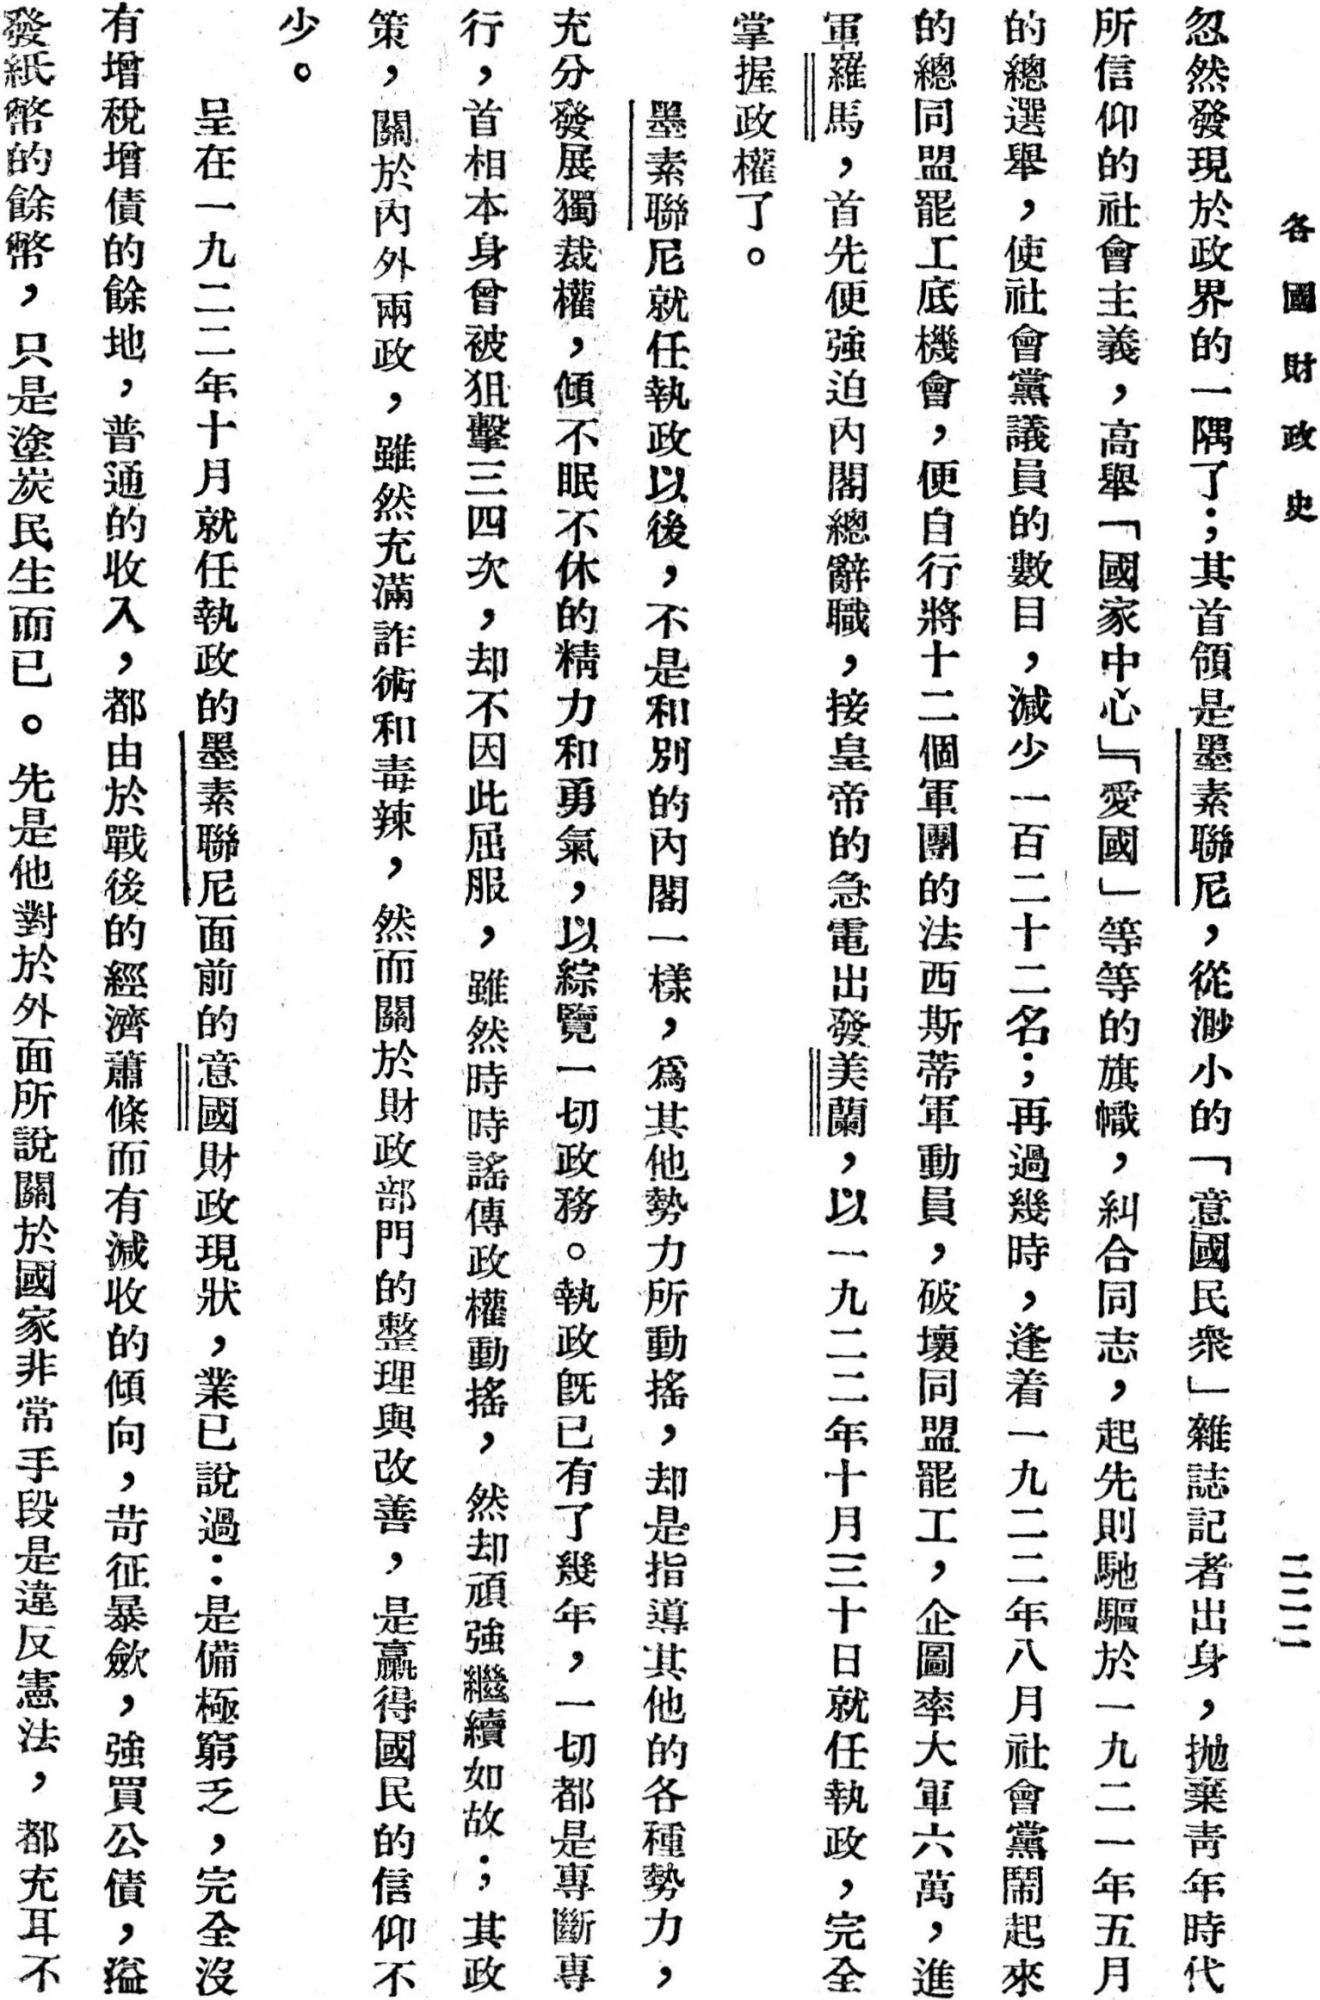 各國財政史
二二二
忽然發現於政界的一隅了；其首領是墨素聯尼，從渺小的「意國民衆」雜誌記者出身，抛棄靑年時代
所信仰的社會主義，高舉「國家中心」「愛國」等等的旗幟，糾合同志，起先則馳驅於一九二一年五月
的總選舉，使社會黨議員的數目，減少一百二十二名；再過幾時，逢着一九二二年八月社會黨鬧起來
的總同盟罷工底機會，便自行將十二個軍團的法西斯蒂軍動員，破壞同盟罷工，企圖率大軍六萬，進
軍羅馬，首先便強迫內閣總辭職，接皇帝的急電出發美蘭，以一九二二年十月三十日就任執政，完全
掌握政權了。
墨素聯尼就任執政以後，不是和別的內閣一樣，爲其他勢力所動搖，却是指導其他的各種勢力，
充分發展獨裁權，傾不眠不休的精力和勇氣，以綜覽一切政務。執政旣已有了幾年，一切都是專斷專
行，首相本身曾被狙擊三四次，却不因此屈服，雖然時時謠傳政權動搖，然却頑強繼續如故；其政
策，關於內外兩政，雖然充滿詐術和毒辣，然而關於財政部門的整理與改善，是贏得國民的信仰不
少。
呈在一九二二年十月就任執政的墨素聯尼面前的意國財政現狀，業已說過：是備極窮乏，完全沒
有增稅增債的餘地，普通的收入，都由於戰後的經濟蕭條而有減收的傾向，苛征暴歛，強買公債，濫
發紙幣的餘幣，只是塗炭民生而已。先是他對於外面所說關於國家非常手段是違反憲法，都充耳不